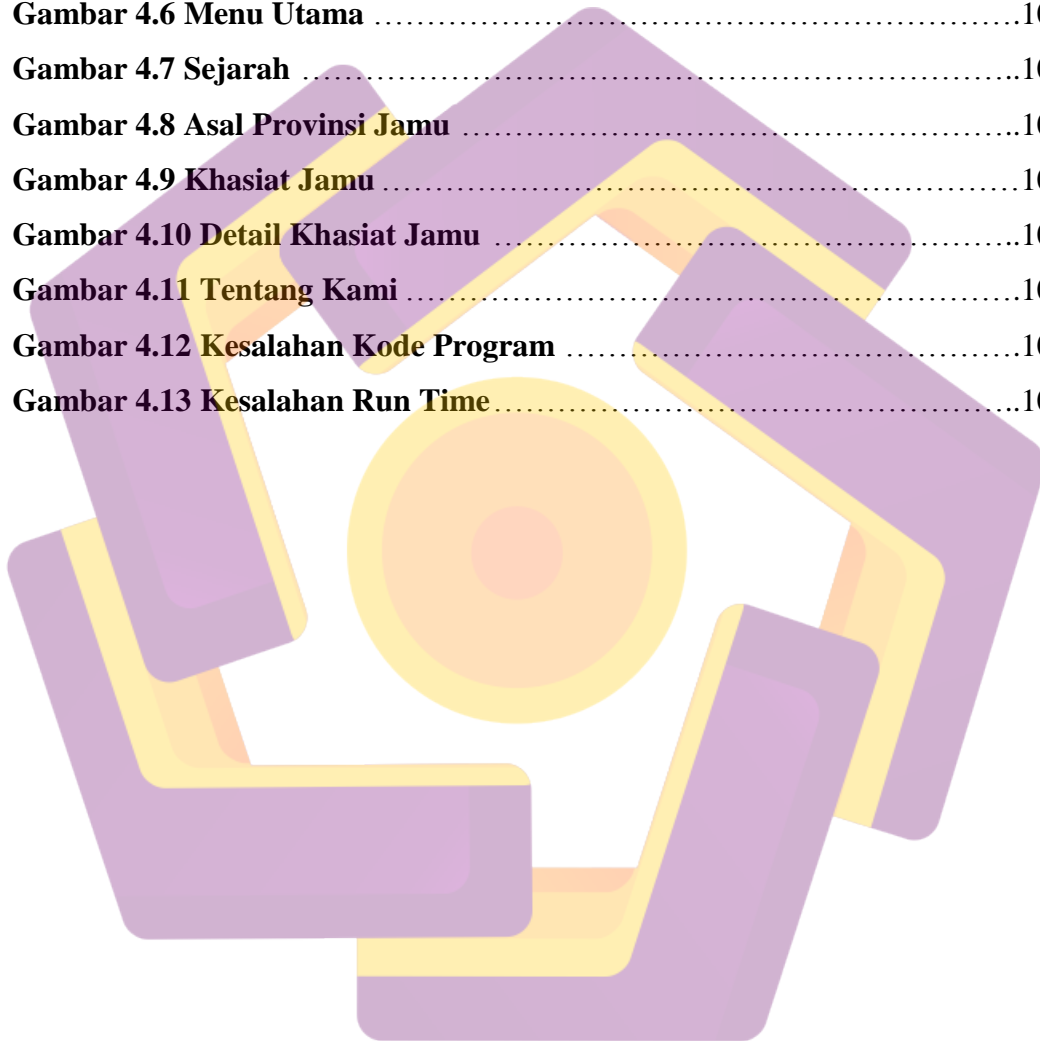 Gambar 4.6 Menu Utama ..........................................................
Gambar 4.7 Sejarah ..........................................................
Gambar 4.8 Asal Provinsi Jamu ..........................................................
Gambar 4.9 Khasiat Jamu ..........................................................
Gambar 4.10 Detail Khasiat Jamu ..........................................................
Gambar 4.11 Tentang Kami ..........................................................
Gambar 4.12 Kesalahan Kode Program ..........................................................
Gambar 4.13 Kesalahan Run Time ..........................................................